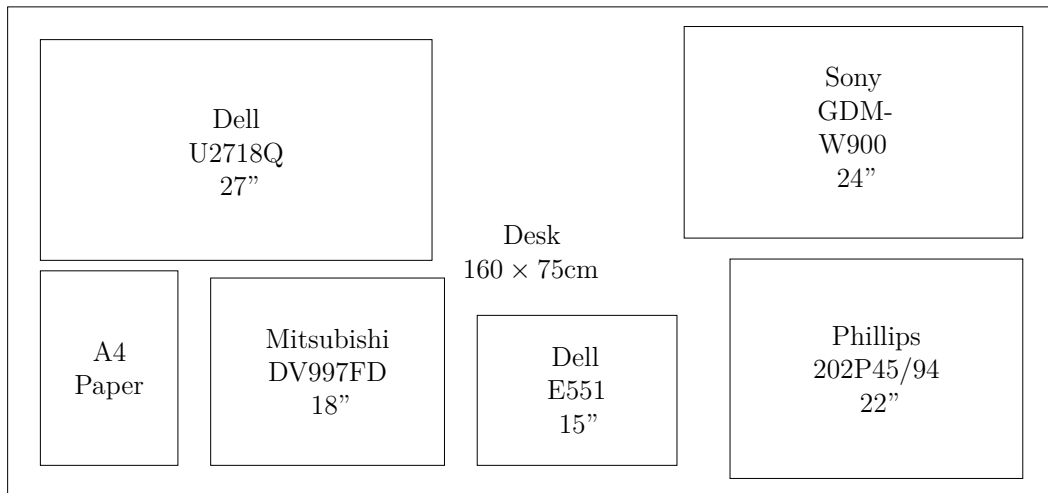 Dell
U2718Q
27”
Sony
GDM-
W900
24”
Desk
160 × 75cm
A4
Paper
Mitsubishi
DV997FD
18”
Dell
E551
15”
Phillips
202P45/94
22”